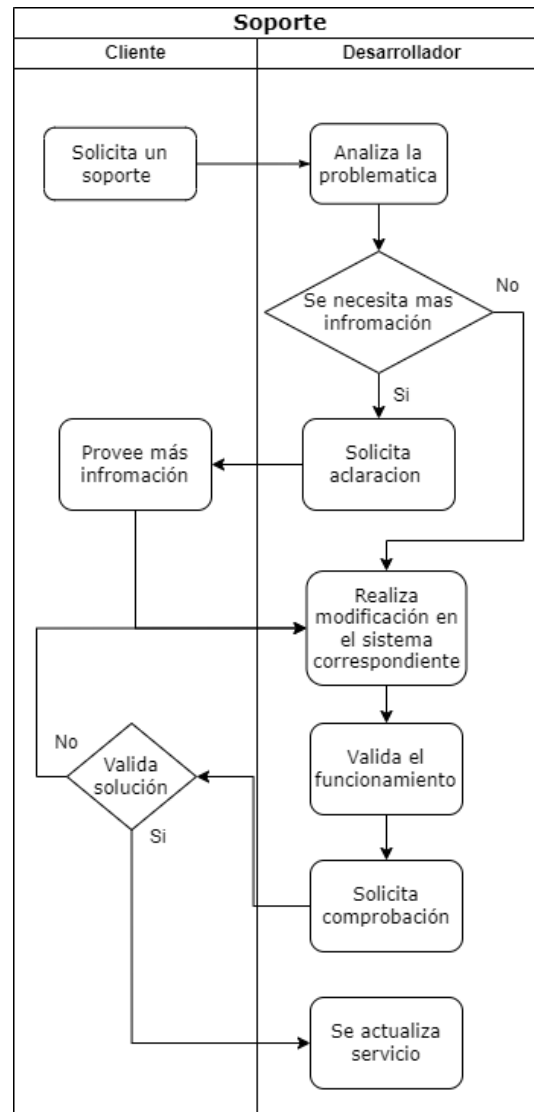 Soporte
Cliente
Desarrollador
Solicita un
soporte
Analiza la
problematica
Se necesita mas
infromación
No
Si
Solicita
aclaracion
Provee más
infromación
Realiza
modificación en
el sistema
correspondiente
Valida el
funcionamiento
Solicita
comprobación
Valida
solución
No
Si
Se actualiza
servicio